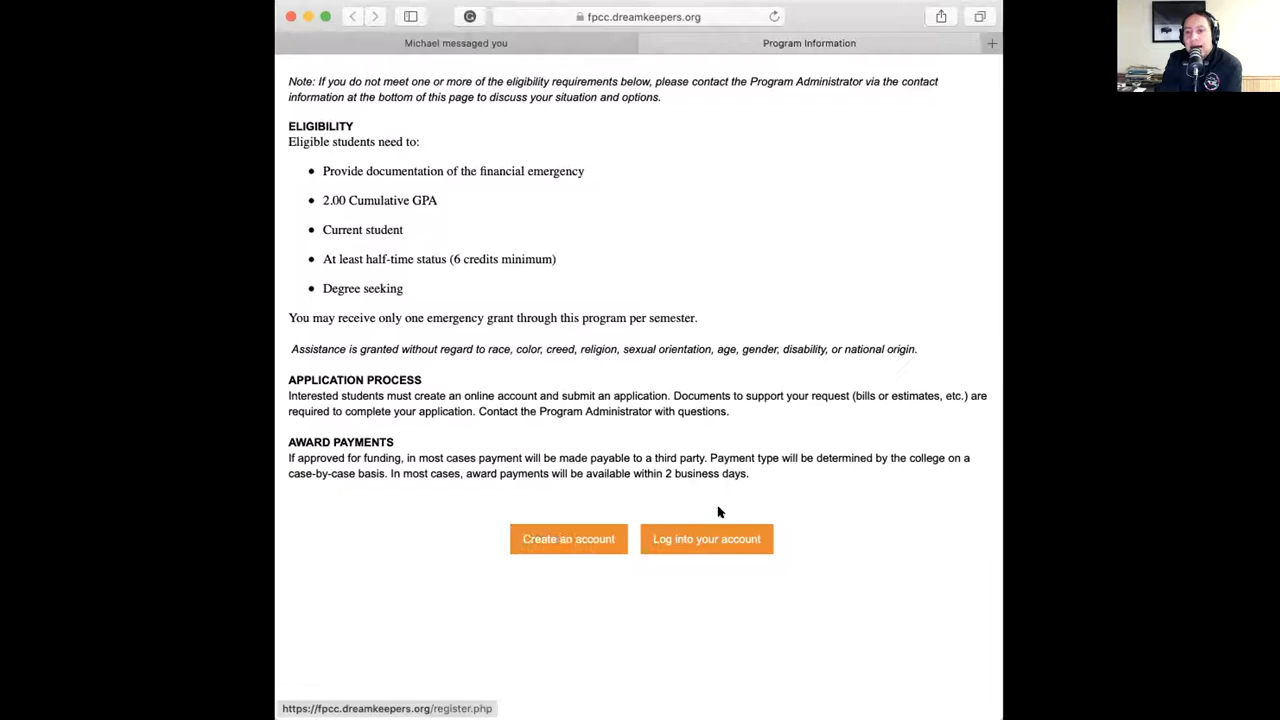 fpcc.dreamkeepers.org
Michael messaged you
Program Information
Note: If you do not meet one or more of the eligibility requirements below, please contact the Program Administrator via the contact
information at the bottom of this page to discuss your situation and options.
ELIGIBILITY
Eligible students need to:
• Provide documentation of the financial emergency
• 2.00 Cumulative GPA
• Current student
• At least half-time status (6 credits minimum)
• Degree seeking
You may receive only one emergency grant through this program per semester.
Assistance is granted without regard to race, color, creed, religion, sexual orientation, age, gender, disability, or national origin.
APPLICATION PROCESS
Interested students must create an online account and submit an application. Documents to support your request (bills or estimates, etc.) are
required to complete your application. Contact the Program Administrator with questions.
AWARD PAYMENTS
If approved for funding, in most cases payment will be made payable to a third party. Payment type will be determined by the college on a
case-by-case basis. In most cases, award payments will be available within 2 business days.
Create an account
Log into your account
https://fpcc.dreamkeepers.org/register.php